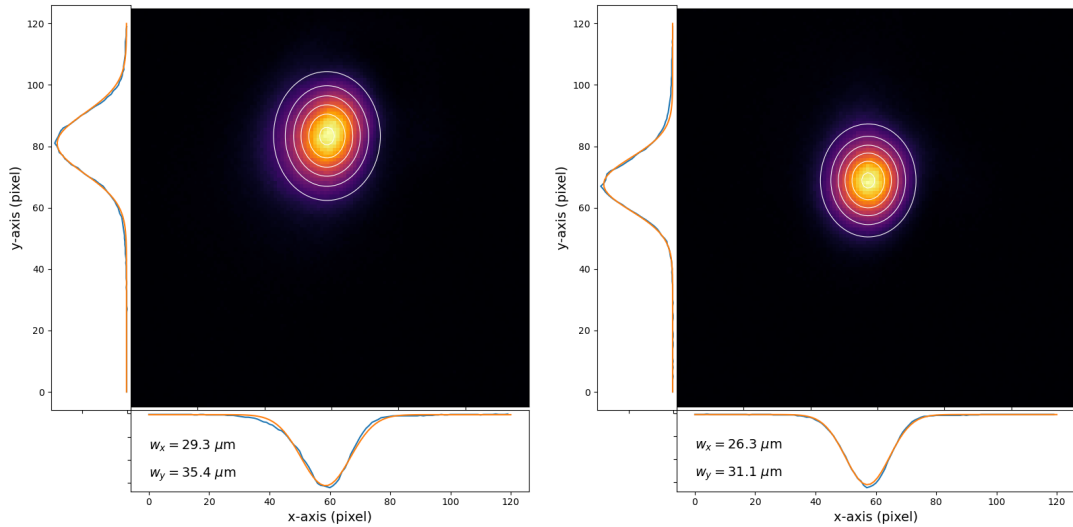 120
100
80
60
40
20
0
y-axis (pixel)
w_x = 29.3 μm
w_y = 35.4 μm
0 20 40 60 80 100 120
x-axis (pixel)
120
100
80
60
40
20
0
y-axis (pixel)
w_x = 26.3 μm
w_y = 31.1 μm
0 20 40 60 80 100 120
x-axis (pixel)